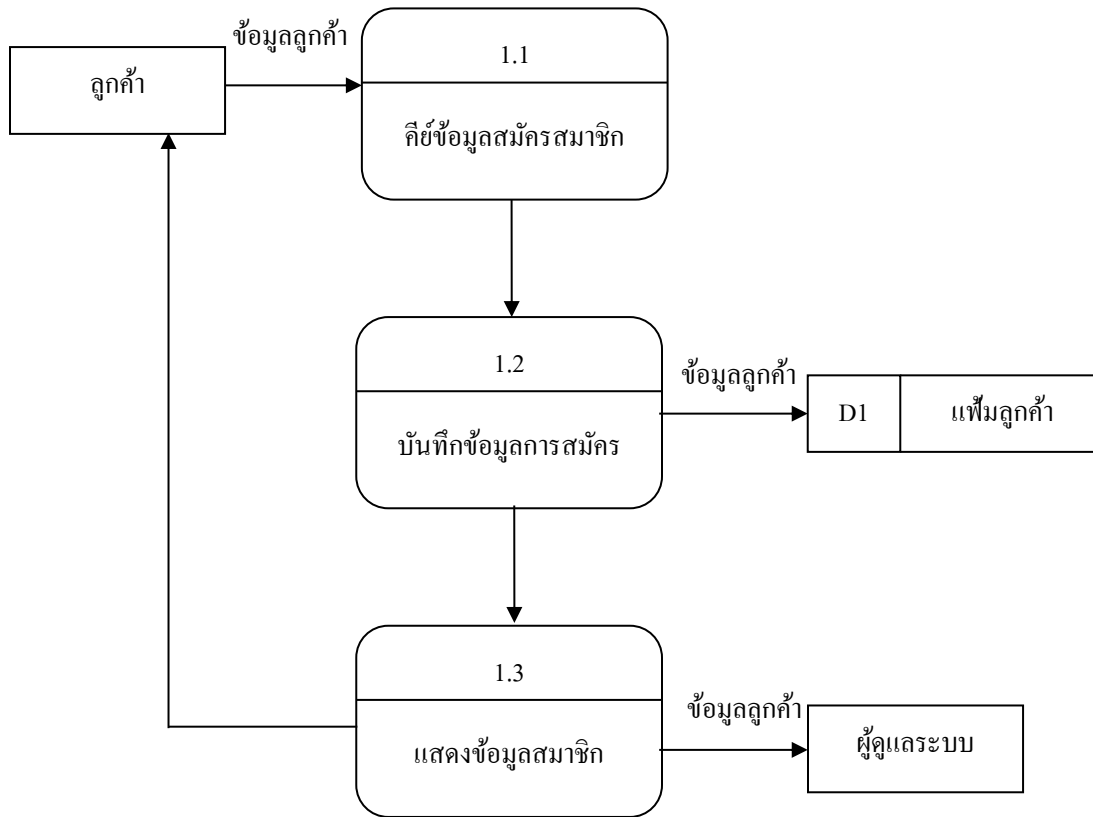 ข้อมูลลูกค้า
ลูกค้า
1.1
คีย์ข้อมูลสมัครสมาชิก
1.2
บันทึกข้อมูลการสมัคร
ข้อมูลลูกค้า
D1
แฟ้มลูกค้า
1.3
แสดงข้อมูลสมาชิก
ข้อมูลลูกค้า
ผู้ดูแลระบบ